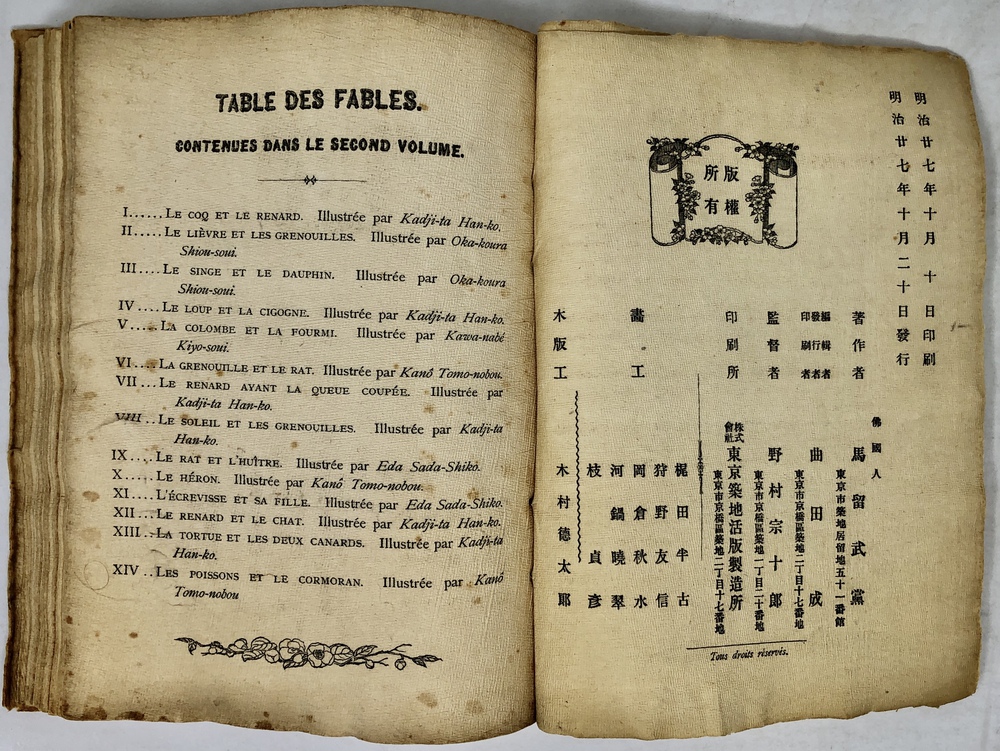 TABLE DES FABLES.
CONTENUES DANS LE SECOND VOLUME.
I......LE COQ ET LE RENARD. Illustrée par Kadji-ta Han-ko.
II.....LE LIÈVRE ET LES GRENOUILLES. Illustrée par Oka-koura
Shiou-soui.
III....LE SINGE ET LE DAUPHIN. Illustrée par Oka-koura
Shiou-soui.
IV....LE LOUP ET LA CIGOGNE. Illustrée par Kadji-ta Han-ko.
V.....LA COLOMBE ET LA FOURMI. Illustrée par Kawa-nabé
Kiyo-soui.
VI....LA GRENOUILLE ET LE RAT. Illustrée par Kanô Tomo-nobou.
VII...LE RENARD AYANT LA QUEUE COUPÉE. Illustrée par
Kadji-ta Han-ko.
VIII..LE SOLEIL ET LES GRENOUILLES. Illustrée par Kadji-ta
Han-ko.
IX....LE RAT ET L'HUÎTRE. Illustrée par Eda Sada-Shiko.
X.....LE HÉRON. Illustrée par Kanô Tomo-nobou.
XI....L'ÉCREVISSE ET SA FILLE. Illustrée par Eda Sada-Shiko.
XII...LE RENARD ET LE CHAT. Illustrée par Kadji-ta Han-ko.
XIII..LA TORTUE ET LES DEUX CANARDS. Illustrée par Kadji-ta
Han-ko.
XIV..LES POISSONS ET LE CORMORAN. Illustrée par Kanô
Tomo-nobou
明治廿七年十月 十 日印刷
明治廿七年十月二十日發行
版權
所有
佛國人
著作者 馬留武黨
東京市築地居留地五十一番館
編輯者
發行者
印刷者 曲田成
東京市京橋區築地二丁目十七番地
監督者 野村宗十郎
東京市京橋區築地一丁目二十番地
印刷所 株式會社東京築地活版製造所
東京市京橋區築地二丁目十七番地
梶田半古
狩野友信
畫工 岡倉秋水
河鍋曉翠
枝貞彦
木版工 木村徳太郎
Tous droits réservés.